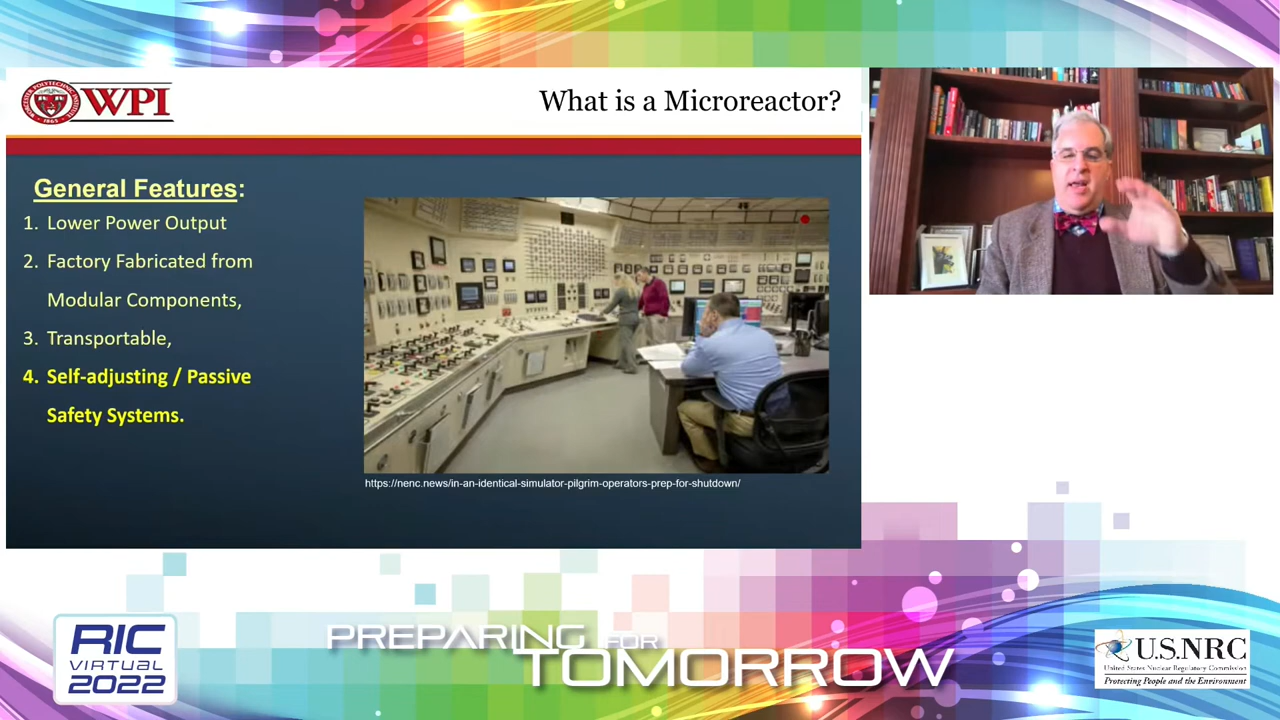 WPI
What is a Microreactor?
General Features:
1. Lower Power Output
2. Factory Fabricated from
Modular Components,
3. Transportable,
4. Self-adjusting / Passive
Safety Systems.
https://nenc.news/in-an-identical-simulator-pilgrim-operators-prep-for-shutdown/
RIC
VIRTUAL
2022
PREPARING FOR
TOMORROW
U.S.NRC
United States Nuclear Regulatory Commission
Protecting People and the Environment